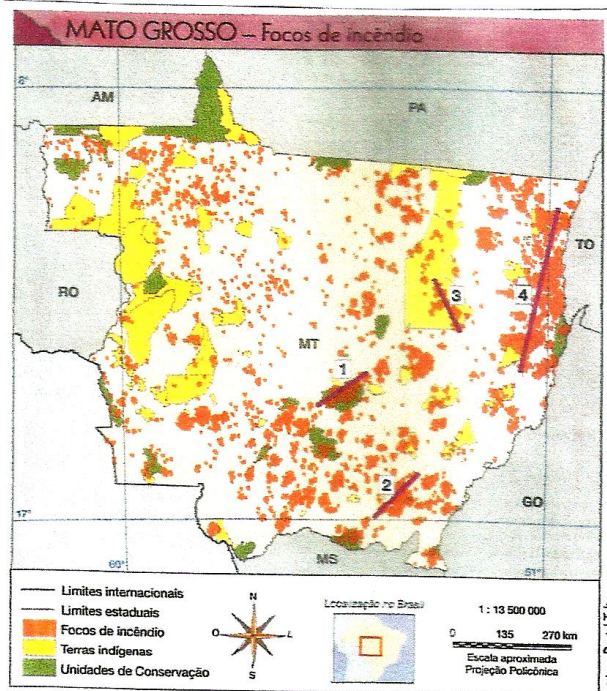 MATO GROSSO – Focos de incêndio
8°
AM
PA
TO
RO
3
4
MT
1
2
GO
17°
MS
60°
51°
Limites internacionais
Limites estaduais
Focos de incêndio
Terras indígenas
Unidades de Conservação
N
O
L
S
Localização no Brasil
1 : 13 500 000
0 135 270 km
Escala aproximada
Projeção Policônica